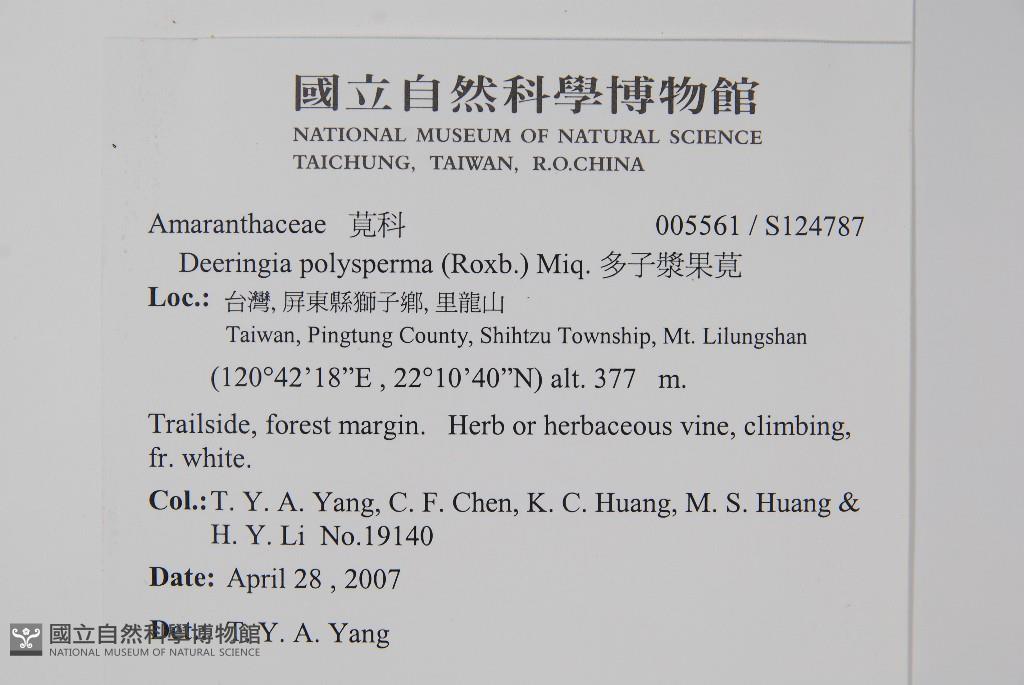 國立自然科學博物館
NATIONAL MUSEUM OF NATURAL SCIENCE
TAICHUNG, TAIWAN, R.O.CHINA
Amaranthaceae 莧科 005561 / S124787
Deeringia polysperma (Roxb.) Miq. 多子漿果莧
Loc.: 台灣, 屏東縣獅子鄉, 里龍山
Taiwan, Pingtung County, Shihtzu Township, Mt. Lilungshan
(120°42’18”E , 22°10’40”N) alt. 377 m.
Trailside, forest margin. Herb or herbaceous vine, climbing,
fr. white.
Col.: T. Y. A. Yang, C. F. Chen, K. C. Huang, M. S. Huang &
H. Y. Li No.19140
Date: April 28 , 2007
Det.: T. Y. A. Yang
國立自然科學博物館
NATIONAL MUSEUM OF NATURAL SCIENCE